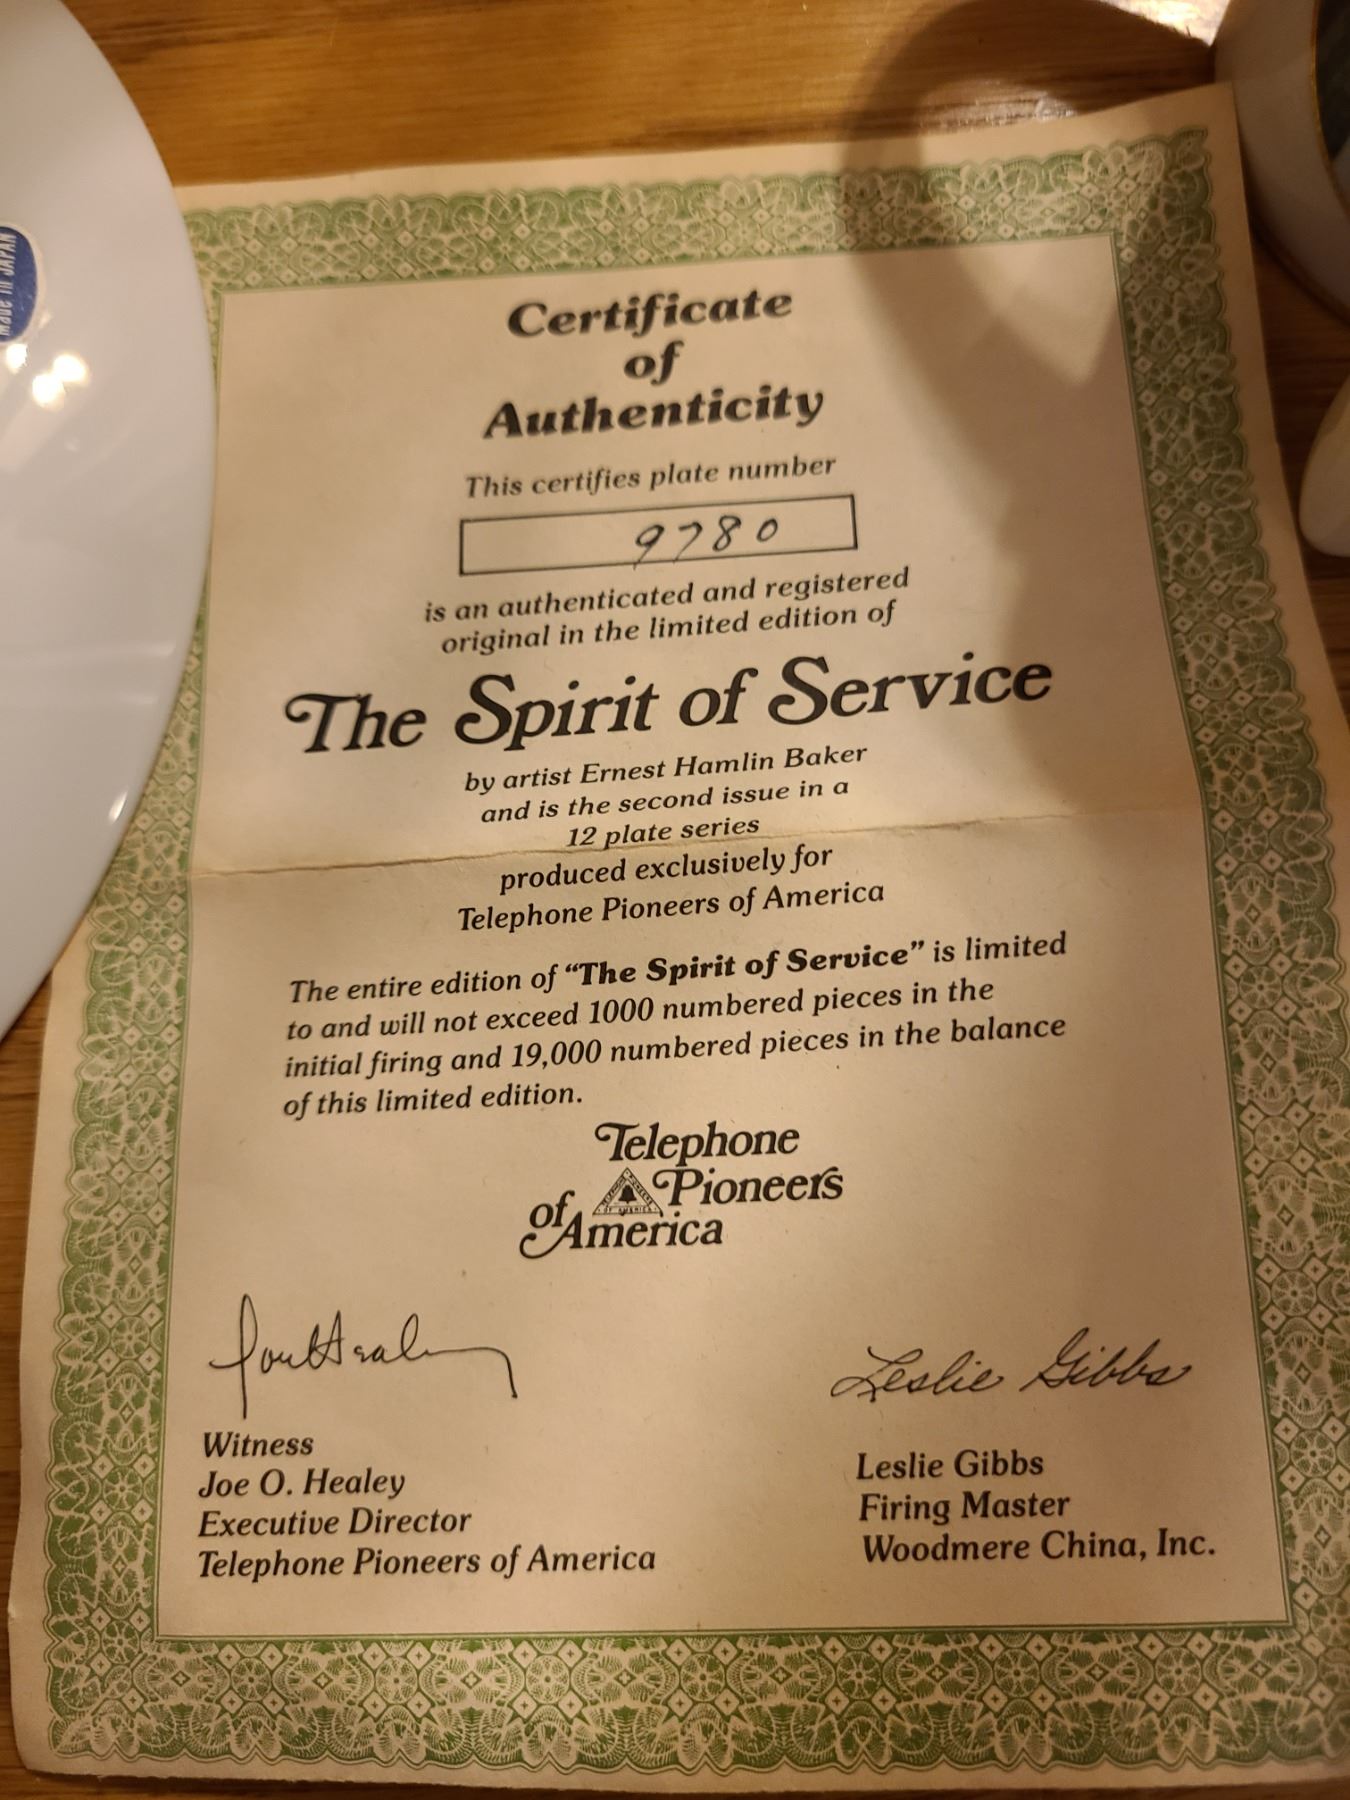 Made in JAPAN
Certificate
of
Authenticity
This certifies plate number
9780
is an authenticated and registered
original in the limited edition of
The Spirit of Service
by artist Ernest Hamlin Baker
and is the second issue in a
12 plate series
produced exclusively for
Telephone Pioneers of America
The entire edition of “The Spirit of Service” is limited
to and will not exceed 1000 numbered pieces in the
initial firing and 19,000 numbered pieces in the balance
of this limited edition.
Telephone
Pioneers
of America
Leslie Gibbs
Witness
Joe O. Healey
Executive Director
Telephone Pioneers of America
Leslie Gibbs
Firing Master
Woodmere China, Inc.